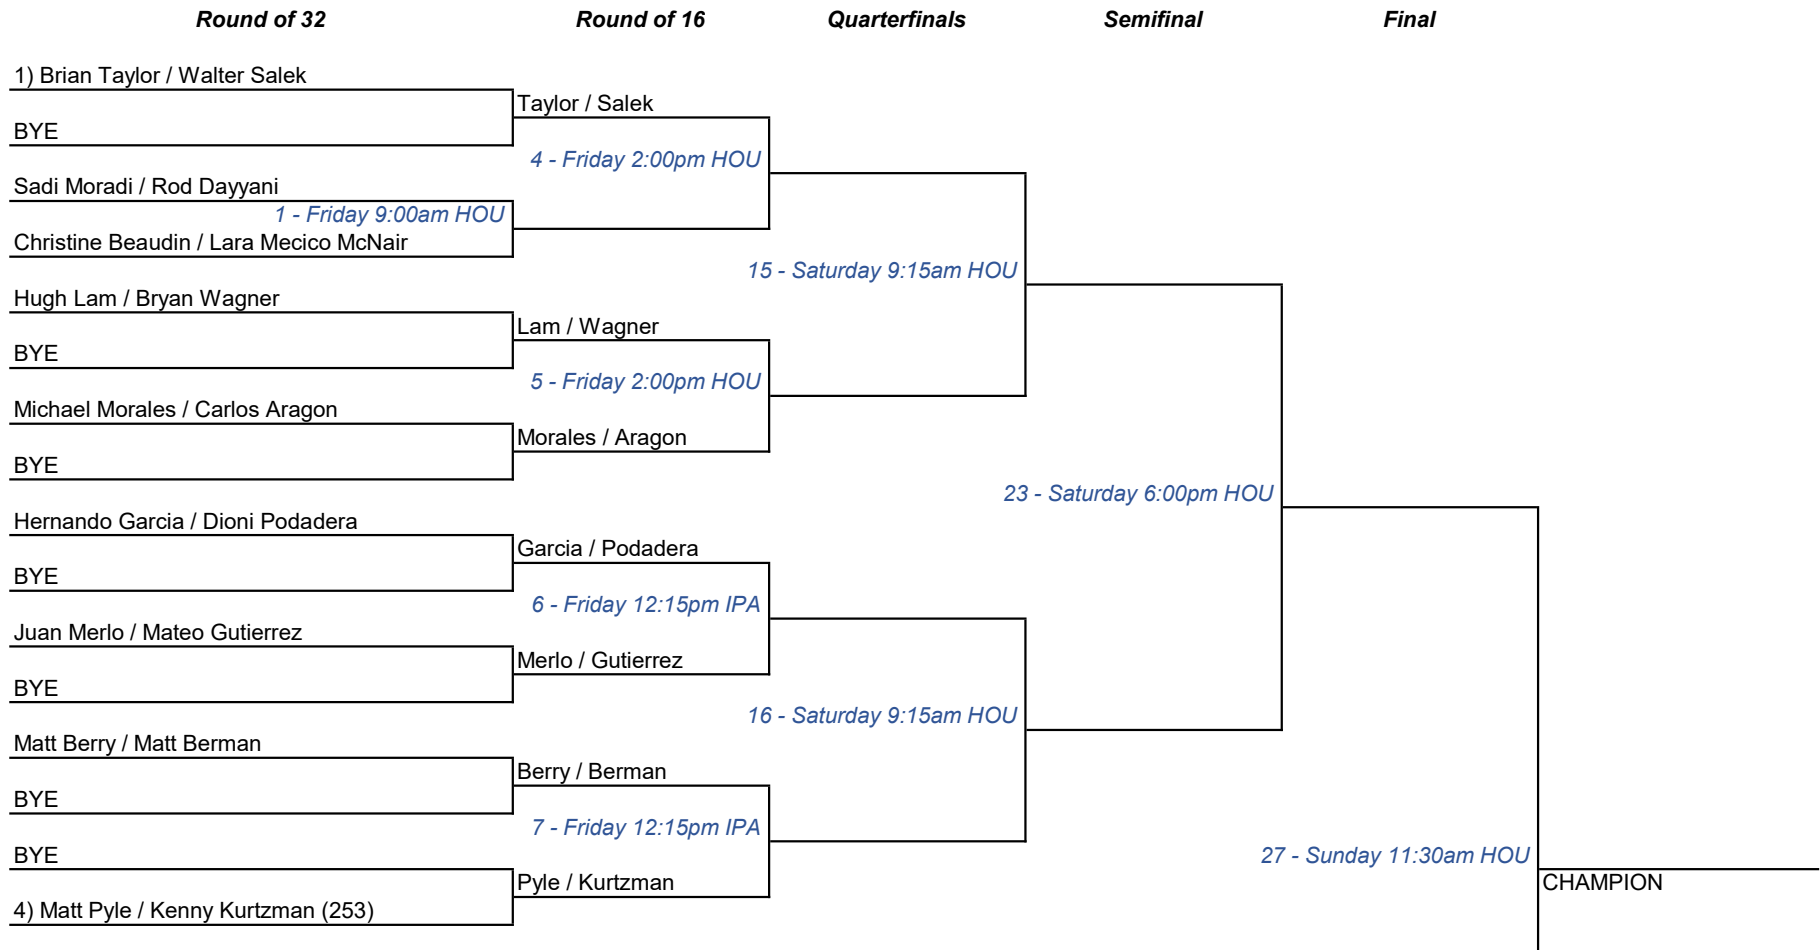 Round of 32 Round of 16 Quarterfinals Semifinal Final
1) Brian Taylor / Walter Salek
Taylor / Salek
BYE
4 - Friday 2:00pm HOU
Sadi Moradi / Rod Dayyani
1 - Friday 9:00am HOU
Christine Beaudin / Lara Mecico McNair
15 - Saturday 9:15am HOU
Hugh Lam / Bryan Wagner
Lam / Wagner
BYE
5 - Friday 2:00pm HOU
Michael Morales / Carlos Aragon
Morales / Aragon
BYE
23 - Saturday 6:00pm HOU
Hernando Garcia / Dioni Podadera
Garcia / Podadera
BYE
6 - Friday 12:15pm IPA
Juan Merlo / Mateo Gutierrez
Merlo / Gutierrez
BYE
16 - Saturday 9:15am HOU
Matt Berry / Matt Berman
Berry / Berman
BYE
7 - Friday 12:15pm IPA
BYE
27 - Sunday 11:30am HOU
Pyle / Kurtzman
CHAMPION
4) Matt Pyle / Kenny Kurtzman (253)